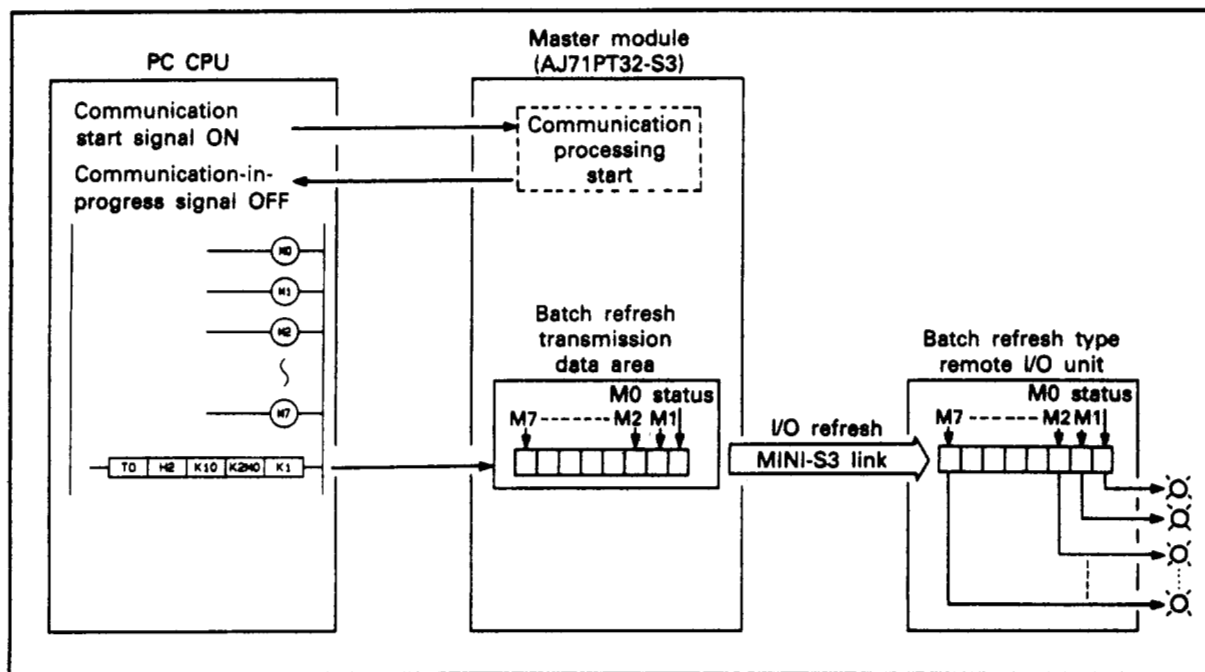 PC CPU
Master module
(AJ71PT32-S3)
Communication
start signal ON
Communication
processing
start
Communication-in-
progress signal OFF
M0
M1
M2
M7
TO H2 K10 K2M0 K1
Batch refresh
transmission
data area
M0 status
M7 M2 M1
I/O refresh
MINI-S3 link
Batch refresh type
remote I/O unit
M0 status
M7 M2 M1